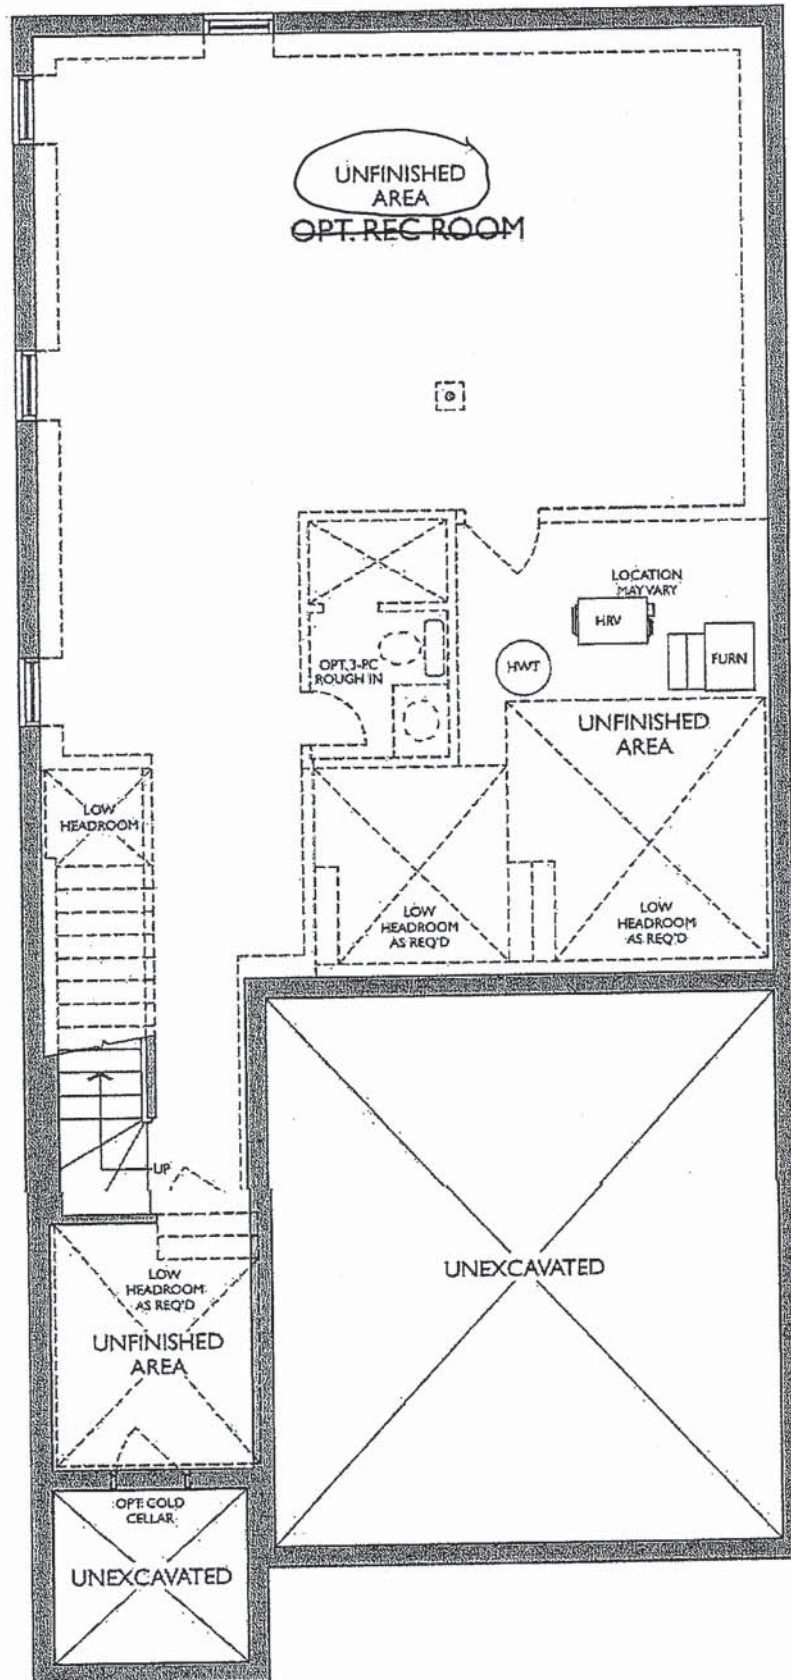 UNFINISHED
AREA
OPT. REC ROOM
LOCATION
MAY VARY
HRV
HWT
FURN
OPT. 3-PC
ROUGH IN
UNFINISHED
AREA
LOW
HEADROOM
LOW
HEADROOM
AS REQ'D
LOW
HEADROOM
AS REQ'D
UP
LOW
HEADROOM
AS REQ'D
UNFINISHED
AREA
UNEXCAVATED
OPT. COLD
CELLAR
UNEXCAVATED